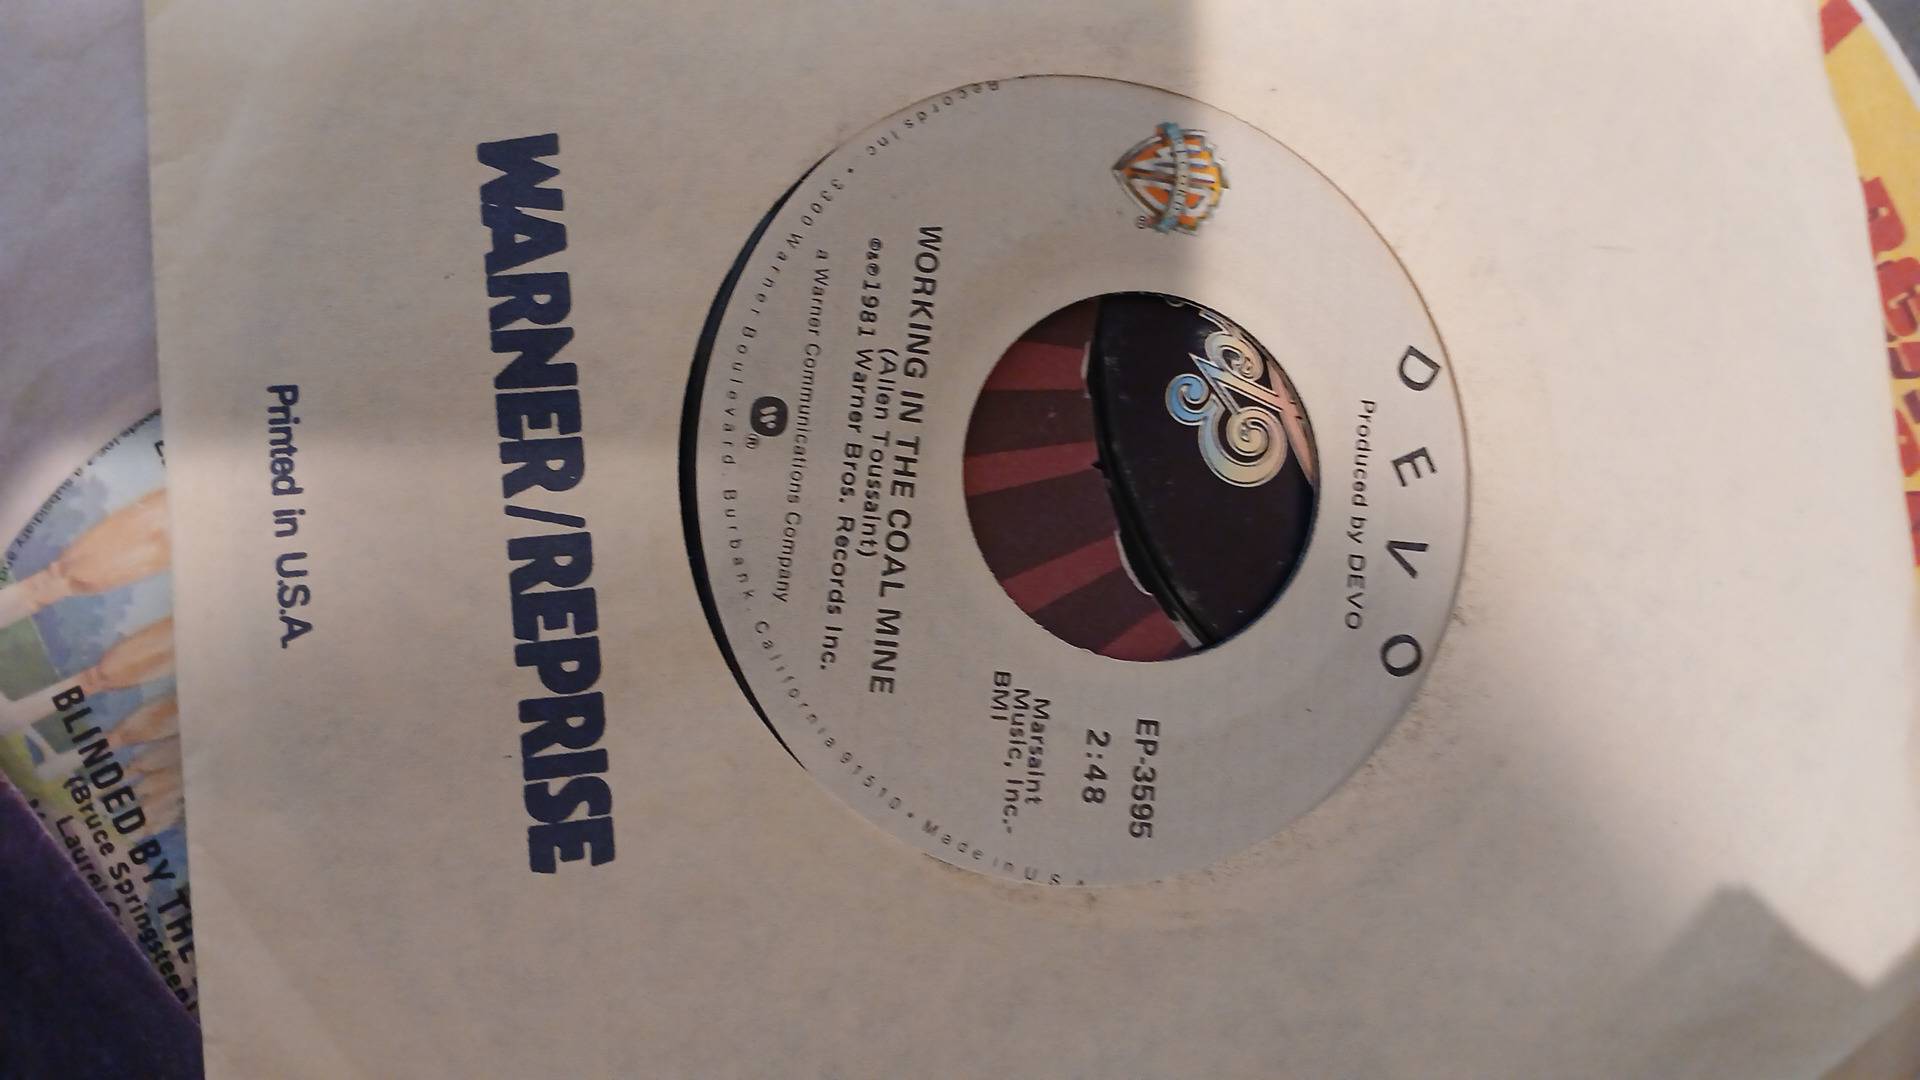 DEVO
Produced by DEVO
EP-3595
2:48
Marsaint
Music, Inc.-
BMI
WORKING IN THE COAL MINE
(Allen Toussaint)
℗&©1981 Warner Bros. Records Inc.
a Warner Communications Company
Records Inc • 3300 Warner Boulevard, Burbank, California 91510 • Made in U S A
WARNER/REPRISE
Printed in U.S.A.
BLINDED BY THE
(Bruce Springsteen)
Laurel
a subsidiary